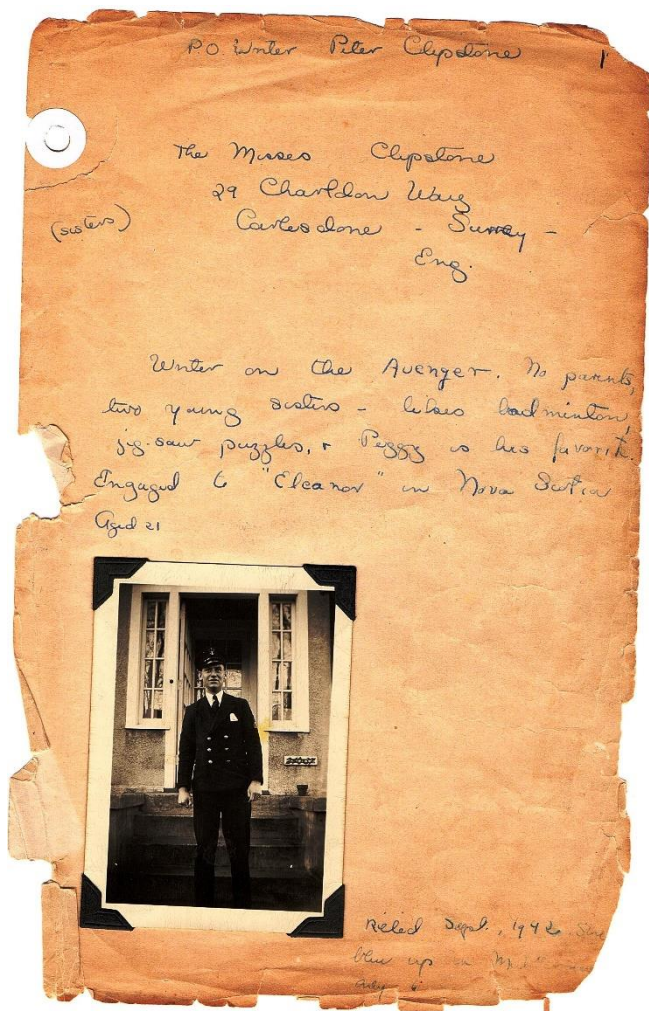 P.O. Writer Peter Clipstone 1
The Misses Clipstone
29 Charldon Way
(sisters)
Carlesdone - Surrey -
Eng.
Writer on the Avenger. No parents,
two young sisters - likes badminton,
jig-saw puzzles, + Peggy is his favorite.
Engaged to "Eleanor" in Nova Scotia
Aged 21
Killed Sept., 1942
blew up in
only 6